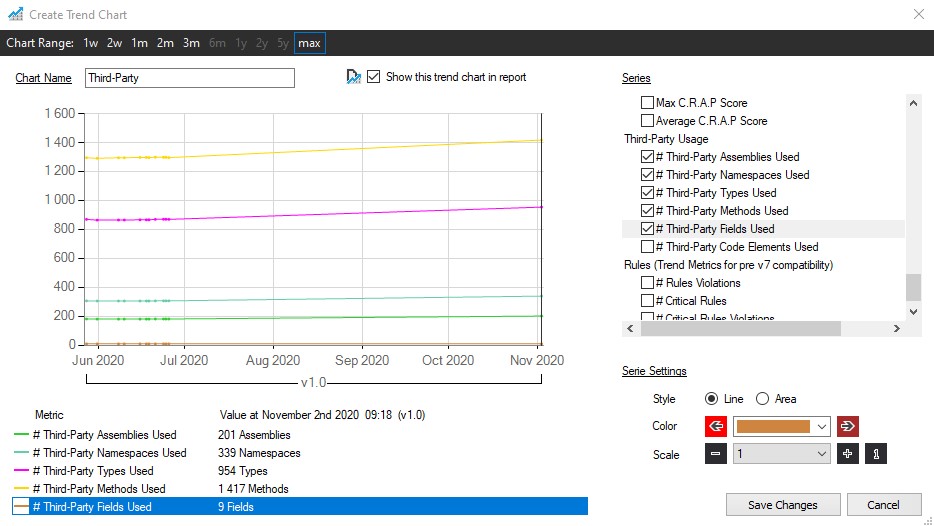 Create Trend Chart
Chart Range: 1w 2w 1m 2m 3m 6m 1y 2y 5y max
Chart Name Third-Party Show this trend chart in report
1 600
1 400
1 200
1 000
800
600
400
200
0
Jun 2020 Jul 2020 Aug 2020 Sep 2020 Oct 2020 Nov 2020
v1.0
Metric Value at November 2nd 2020 09:18 (v1.0)
# Third-Party Assemblies Used 201 Assemblies
# Third-Party Namespaces Used 339 Namespaces
# Third-Party Types Used 954 Types
# Third-Party Methods Used 1 417 Methods
# Third-Party Fields Used 9 Fields
Series
Max C.R.A.P Score
Average C.R.A.P Score
Third-Party Usage
# Third-Party Assemblies Used
# Third-Party Namespaces Used
# Third-Party Types Used
# Third-Party Methods Used
# Third-Party Fields Used
# Third-Party Code Elements Used
Rules (Trend Metrics for pre v7 compatibility)
# Rules Violations
# Critical Rules
# Critical Rules Violations
Serie Settings
Style Line Area
Color
Scale 1 1
Save Changes Cancel